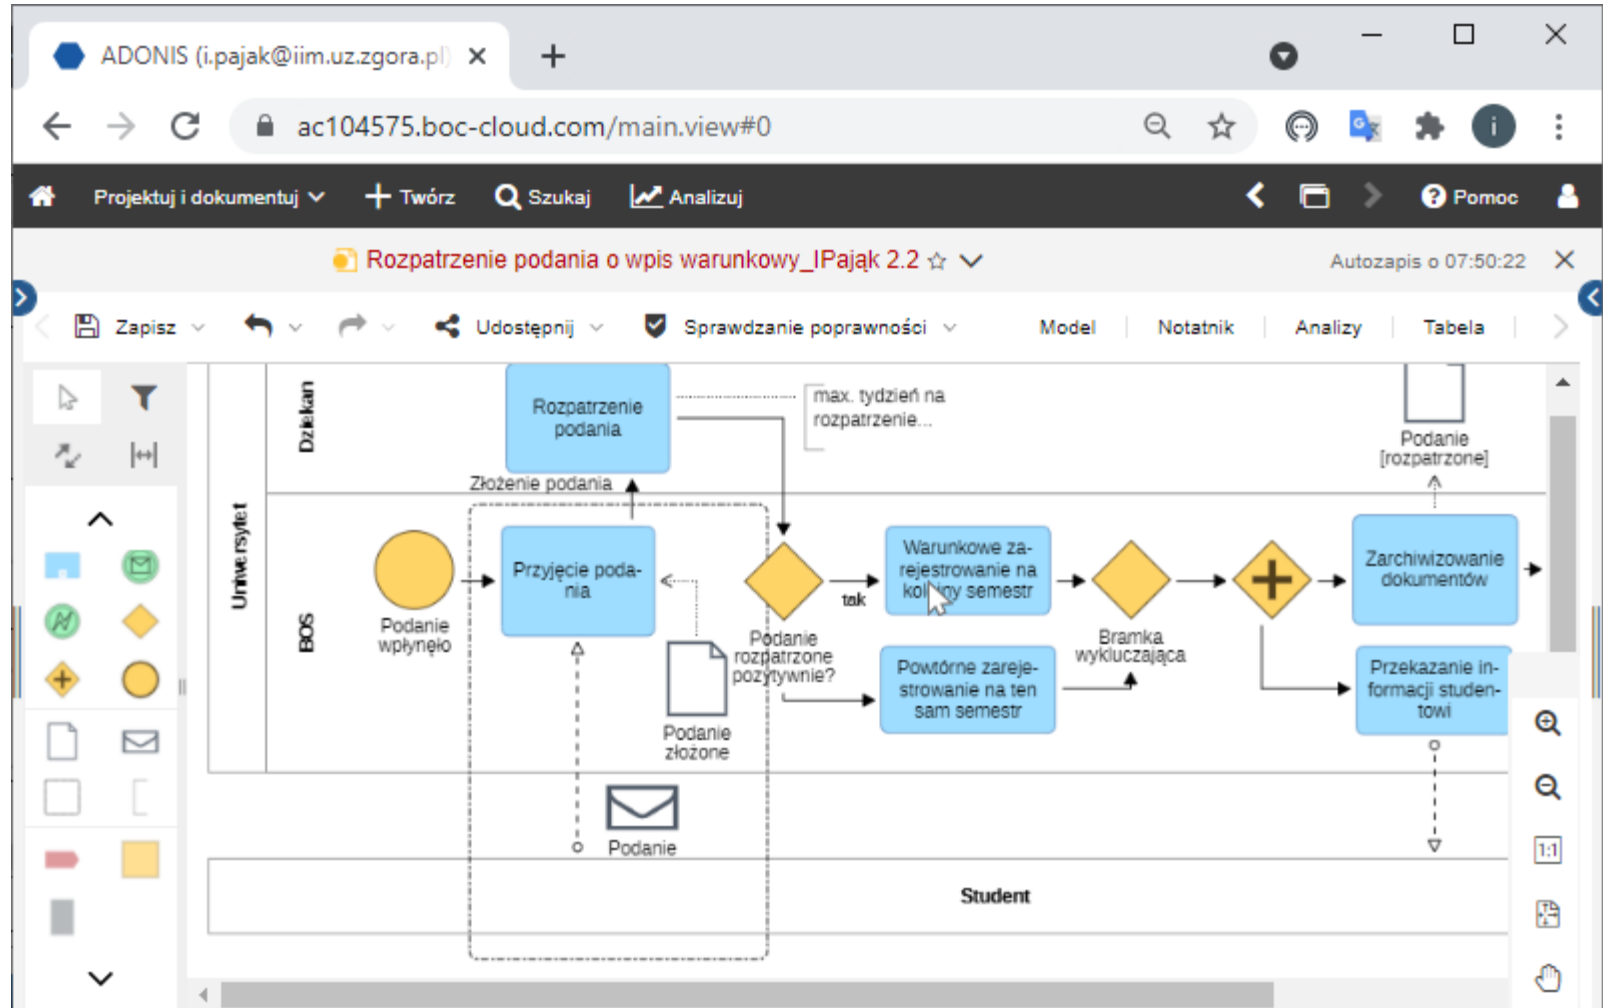 ADONIS (i.pajak@iim.uz.zgora.pl)
ac104575.boc-cloud.com/main.view#0
i
Projektuj i dokumentuj
Twórz
Szukaj
Analizuj
Pomoc
Rozpatrzenie podania o wpis warunkowy_IPająk 2.2
Autozapis o 07:50:22
Zapisz
Udostępnij
Sprawdzanie poprawności
Model
Notatnik
Analizy
Tabela
Uniwersytet
Dziekan
Rozpatrzenie
podania
max. tydzień na
rozpatrzenie...
Podanie
[rozpatrzone]
Złożenie podania
BOS
Podanie
wpłynęło
Przyjęcie poda-
nia
Podanie
złożone
Podanie
rozpatrzone
pozytywnie?
tak
Warunkowe za-
rejestrowanie na
kolejny semestr
Powtórne zareje-
strowanie na ten
sam semestr
Bramka
wykluczająca
Zarchiwizowanie
dokumentów
Przekazanie in-
formacji studen-
towi
Podanie
Student
1:1